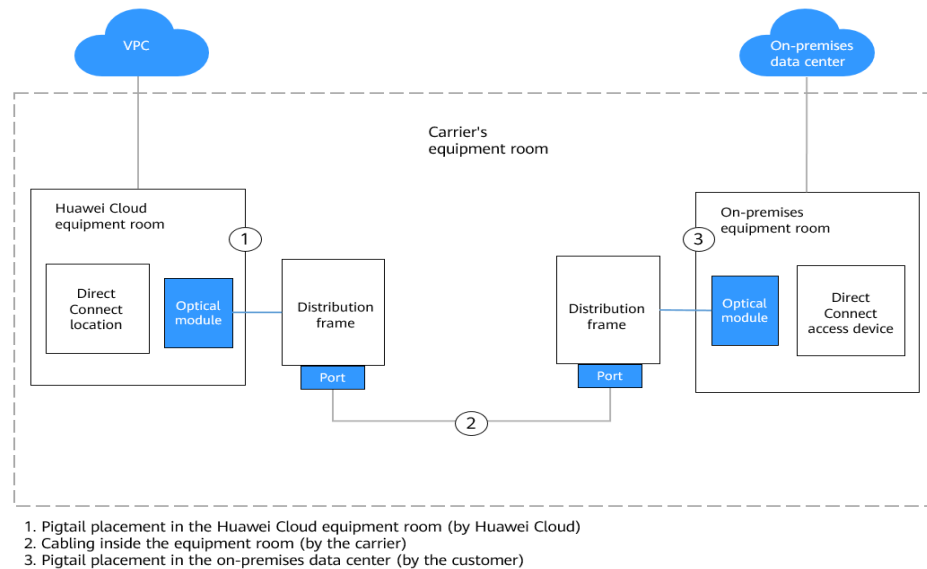 VPC
On-premises
data center
Carrier's
equipment room
Huawei Cloud
equipment room
On-premises
equipment room
1
3
Direct
Connect
location
Optical
module
Distribution
frame
Port
Distribution
frame
Port
Optical
module
Direct
Connect
access device
2
1. Pigtail placement in the Huawei Cloud equipment room (by Huawei Cloud)
2. Cabling inside the equipment room (by the carrier)
3. Pigtail placement in the on-premises data center (by the customer)